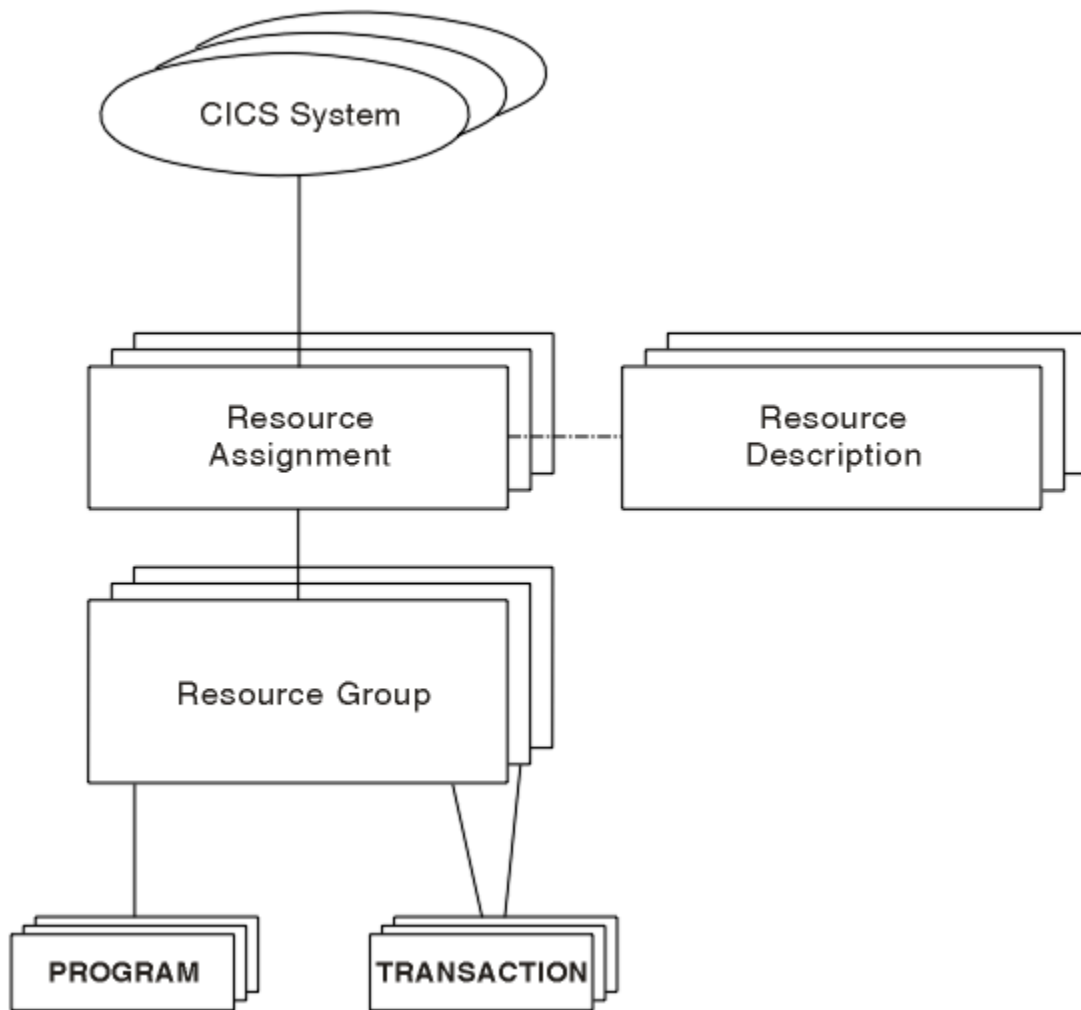 CICS System
Resource
Assignment
Resource
Description
Resource Group
PROGRAM
TRANSACTION